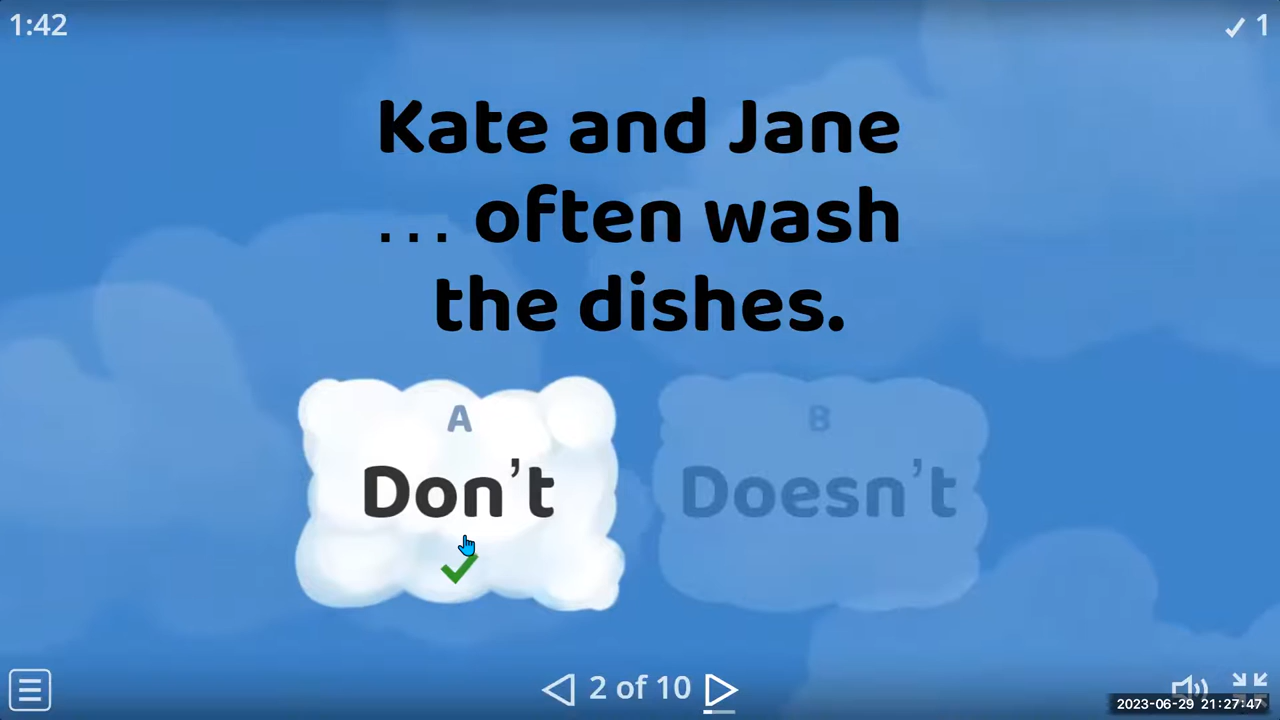 1:42
✓ 1
Kate and Jane
... often wash
the dishes.
A
B
Don't
Doesn't
2 of 10
2023-06-29 21:27:47